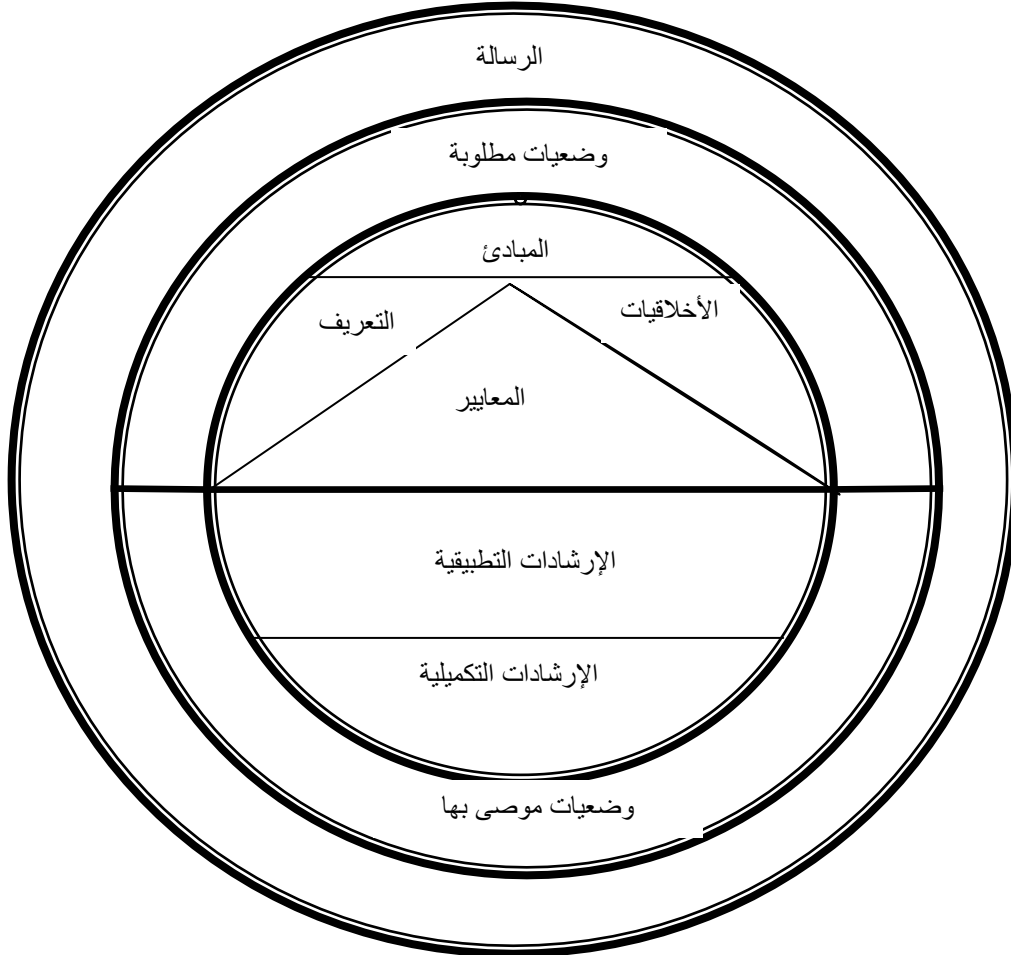 الرسالة
وضعيات مطلوبة
المبادئ
الأخلاقيات
التعريف
المعايير
الإرشادات التطبيقية
الإرشادات التكميلية
وضعيات موصى بها